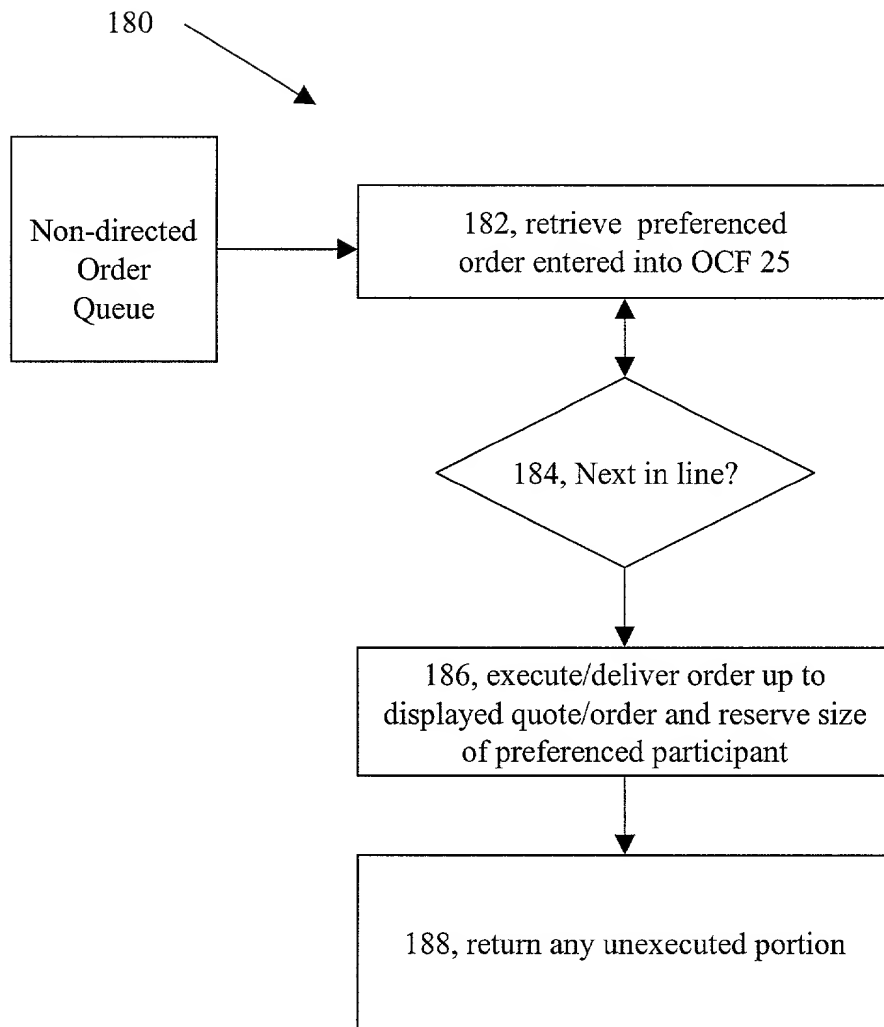 180
Non-directed
Order
Queue
182, retrieve preferenced
order entered into OCF 25
184, Next in line?
186, execute/deliver order up to
displayed quote/order and reserve size
of preferenced participant
188, return any unexecuted portion